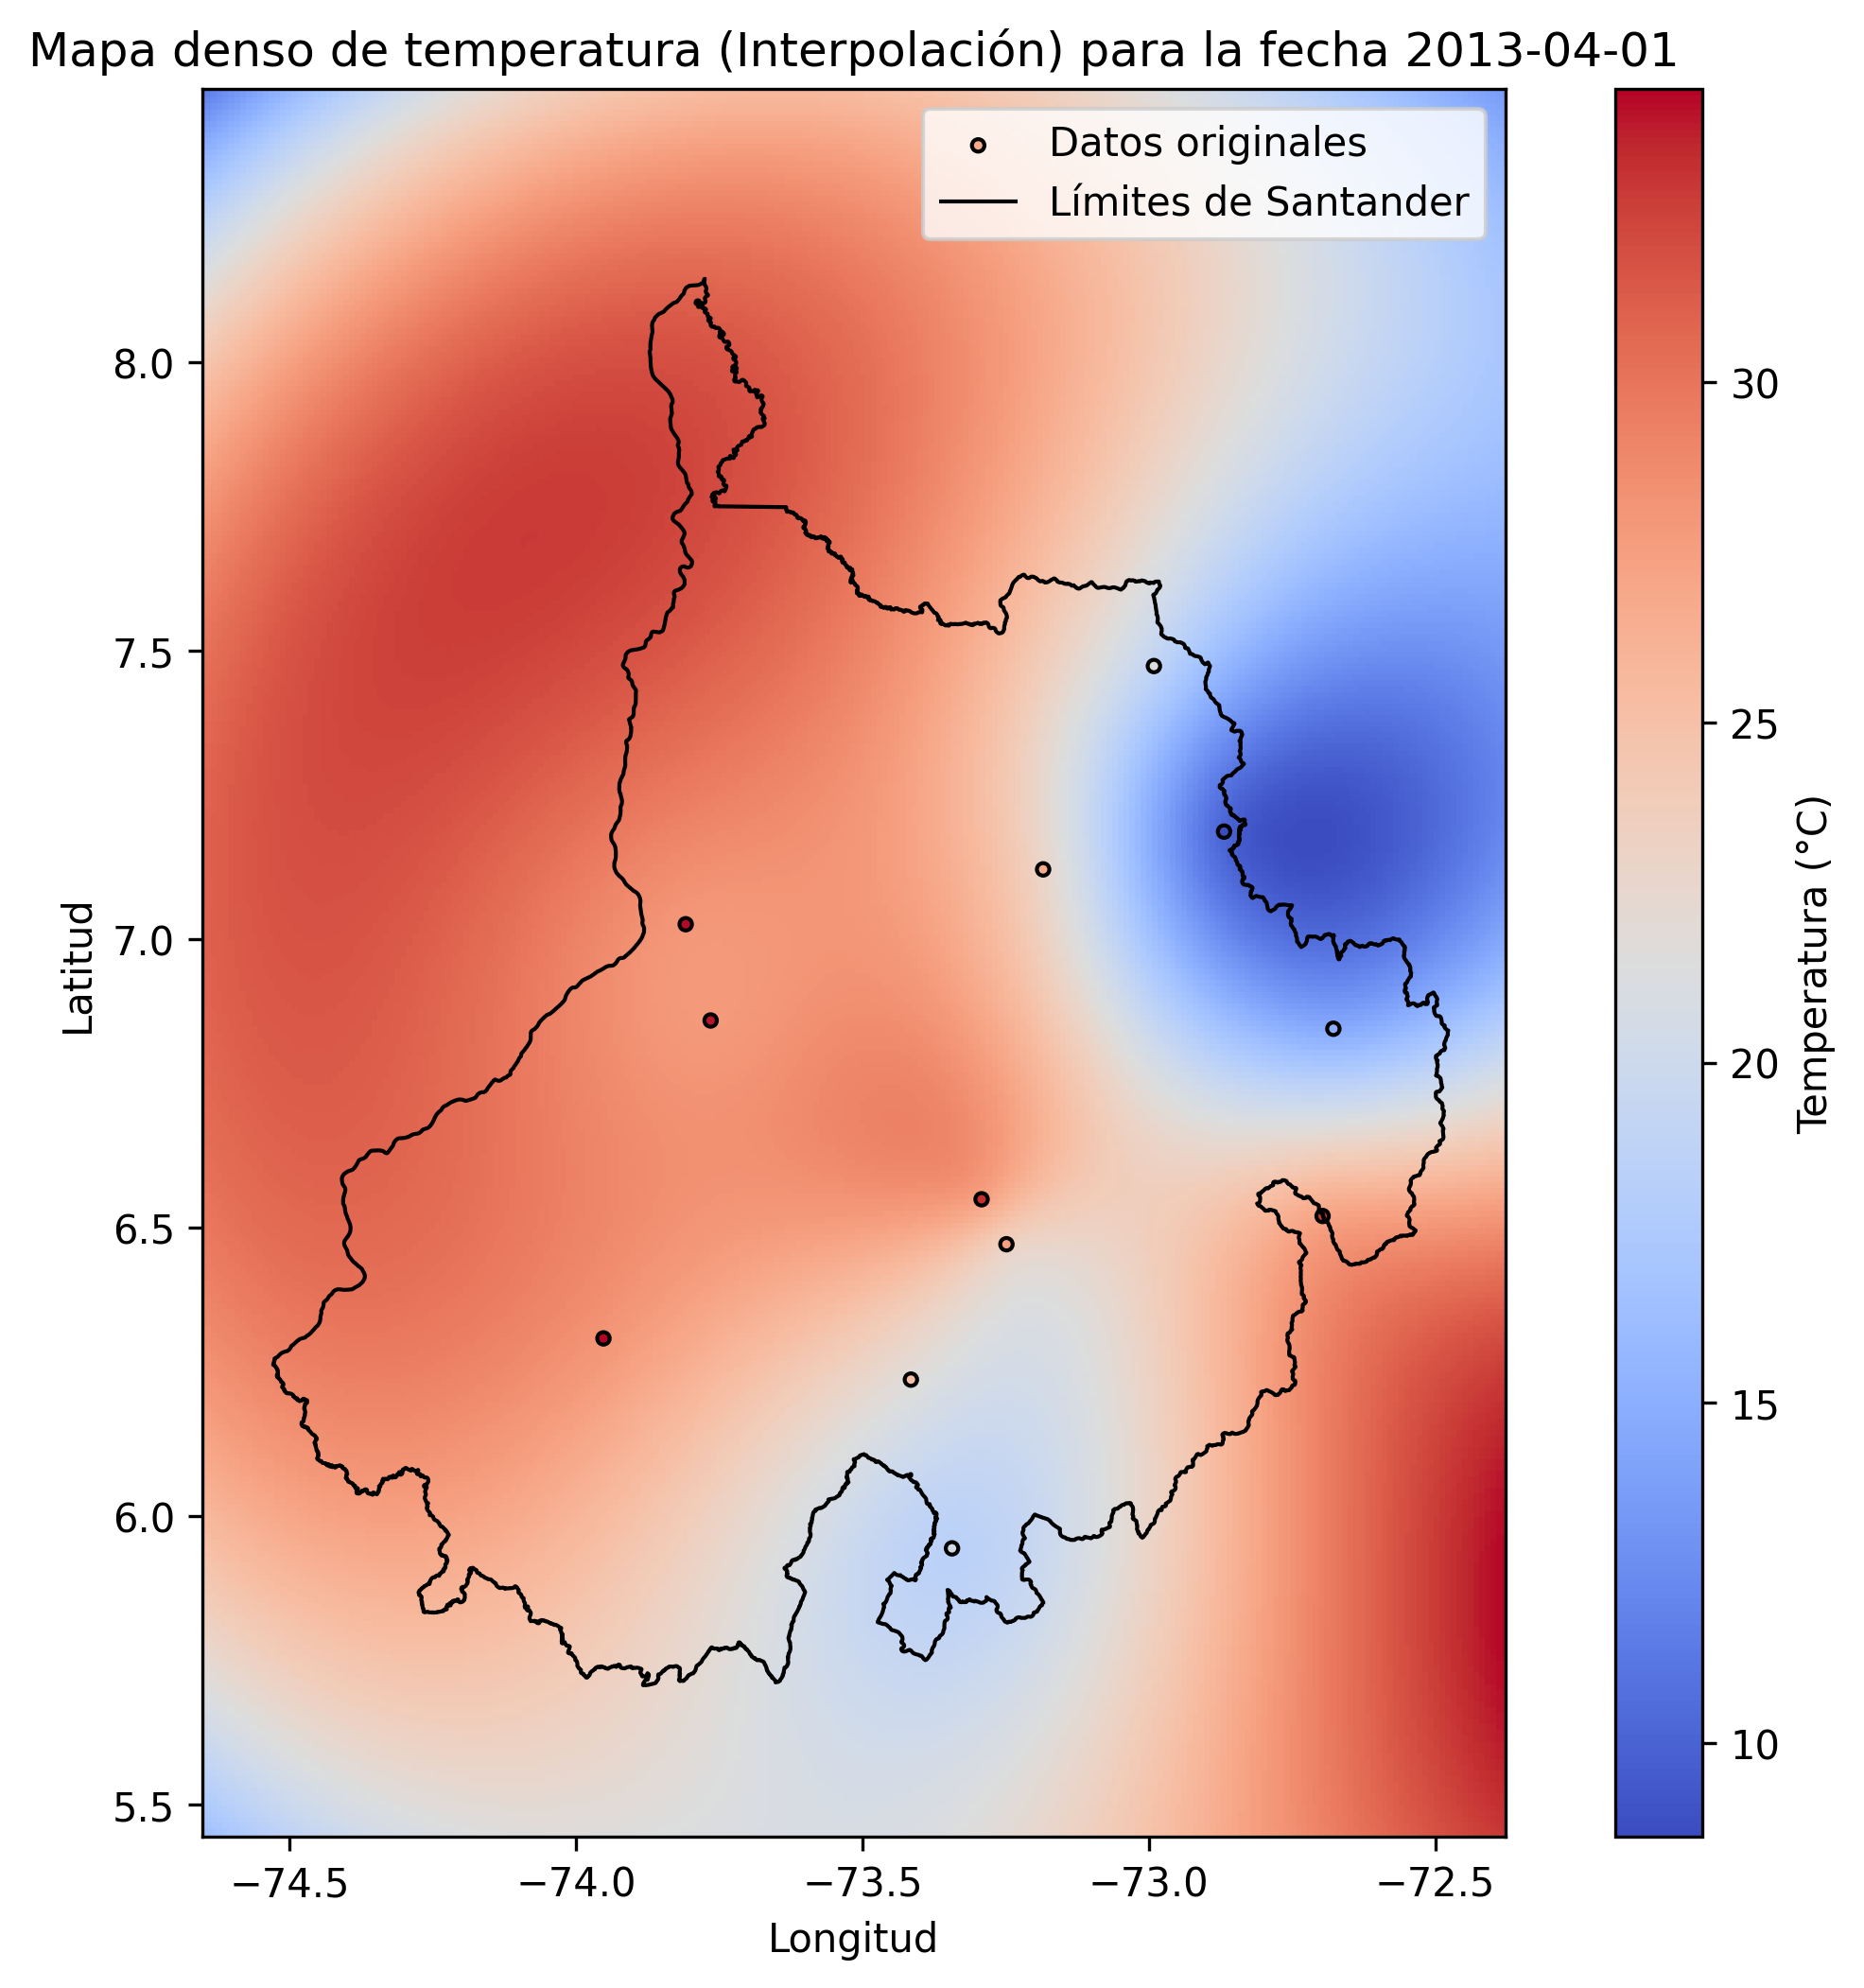 Mapa denso de temperatura (Interpolación) para la fecha 2013-04-01
Datos originales
Límites de Santander
8.0
7.5
7.0
6.5
6.0
5.5
Latitud
−74.5
−74.0
−73.5
−73.0
−72.5
Longitud
30
25
20
15
10
Temperatura (°C)